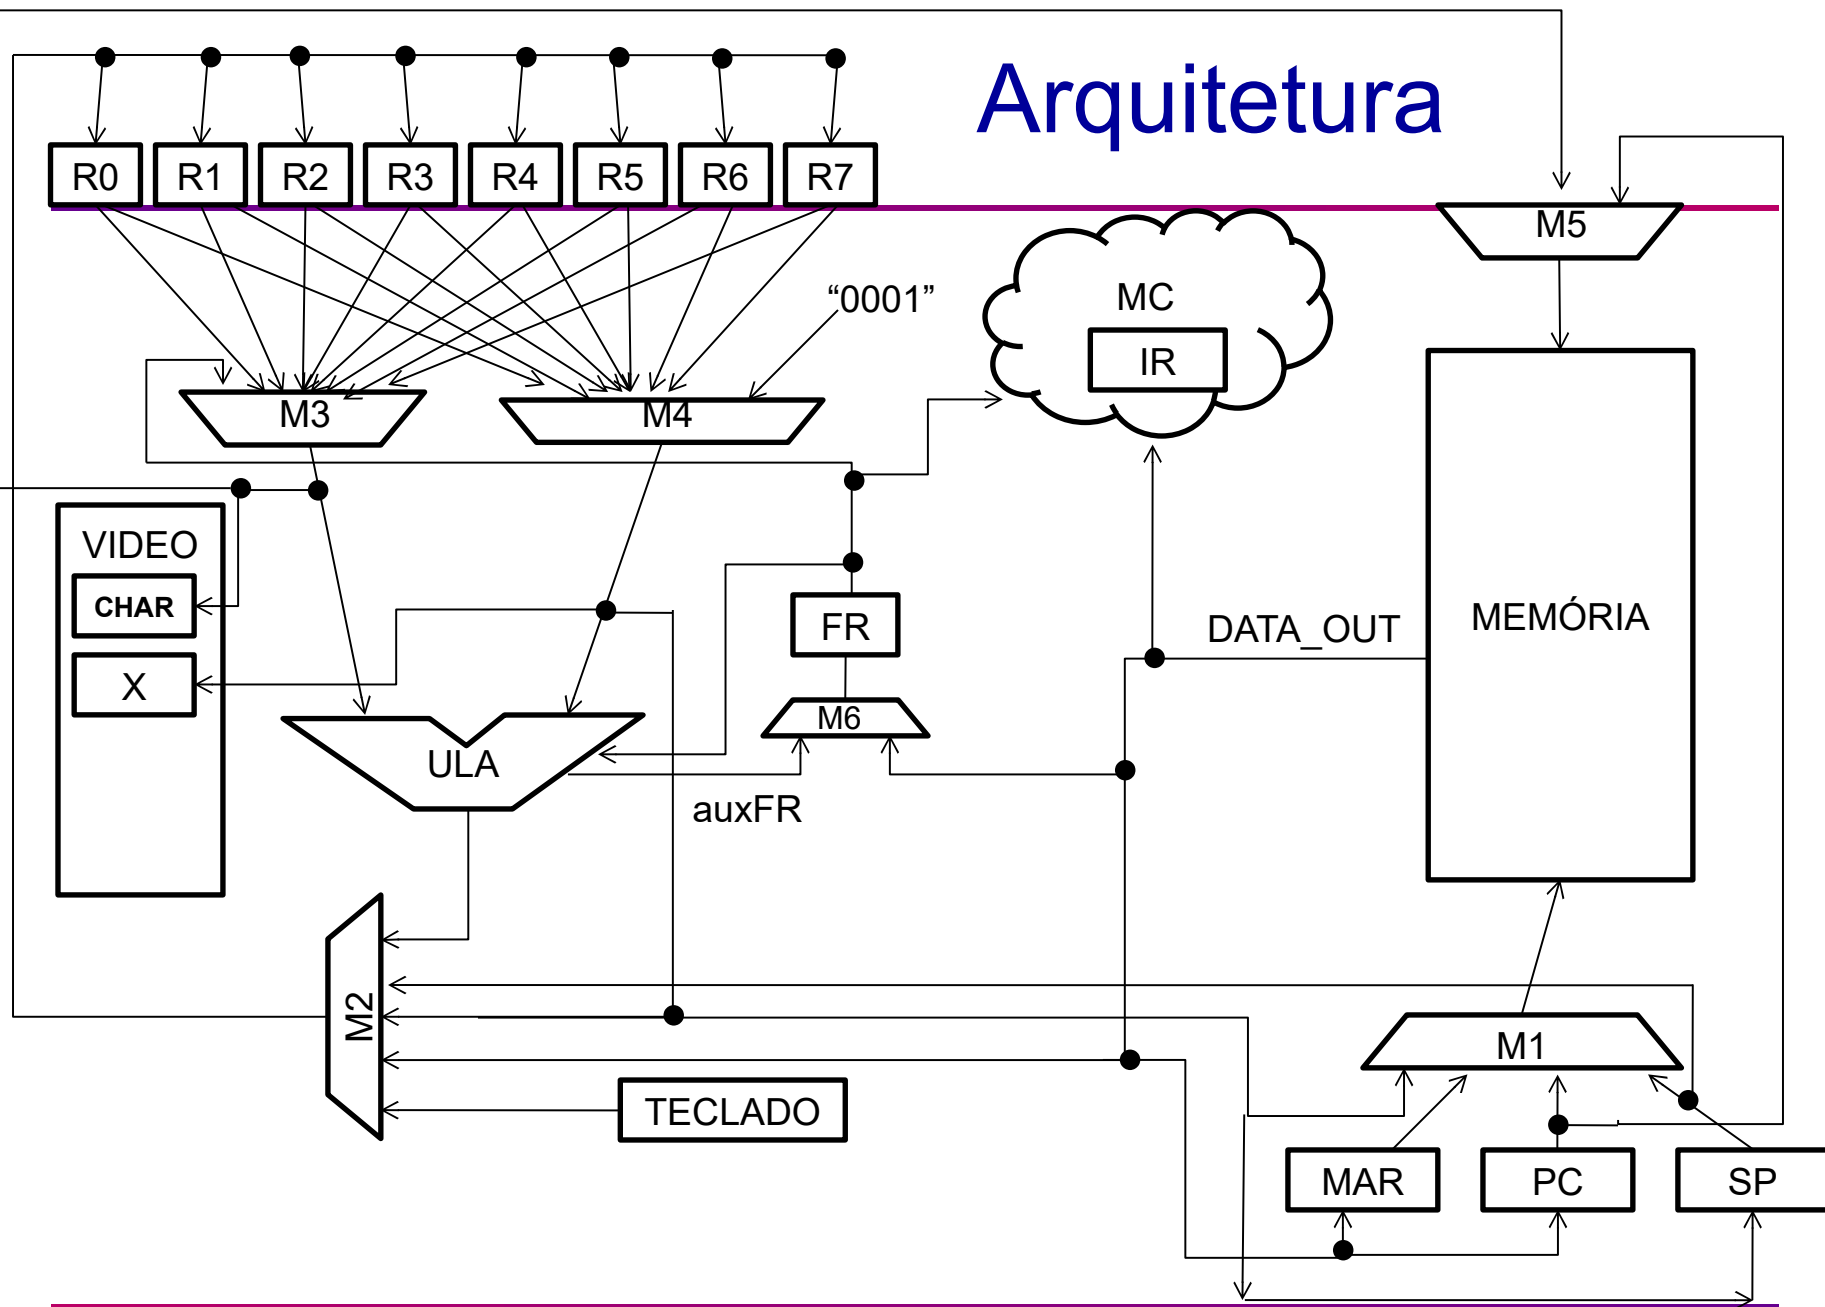 Arquitetura
R0 R1 R2 R3 R4 R5 R6 R7
M5
“0001”
MC
IR
M3
M4
VIDEO
CHAR
X
FR
DATA_OUT
MEMÓRIA
M6
ULA
auxFR
M2
M1
TECLADO
MAR
PC
SP